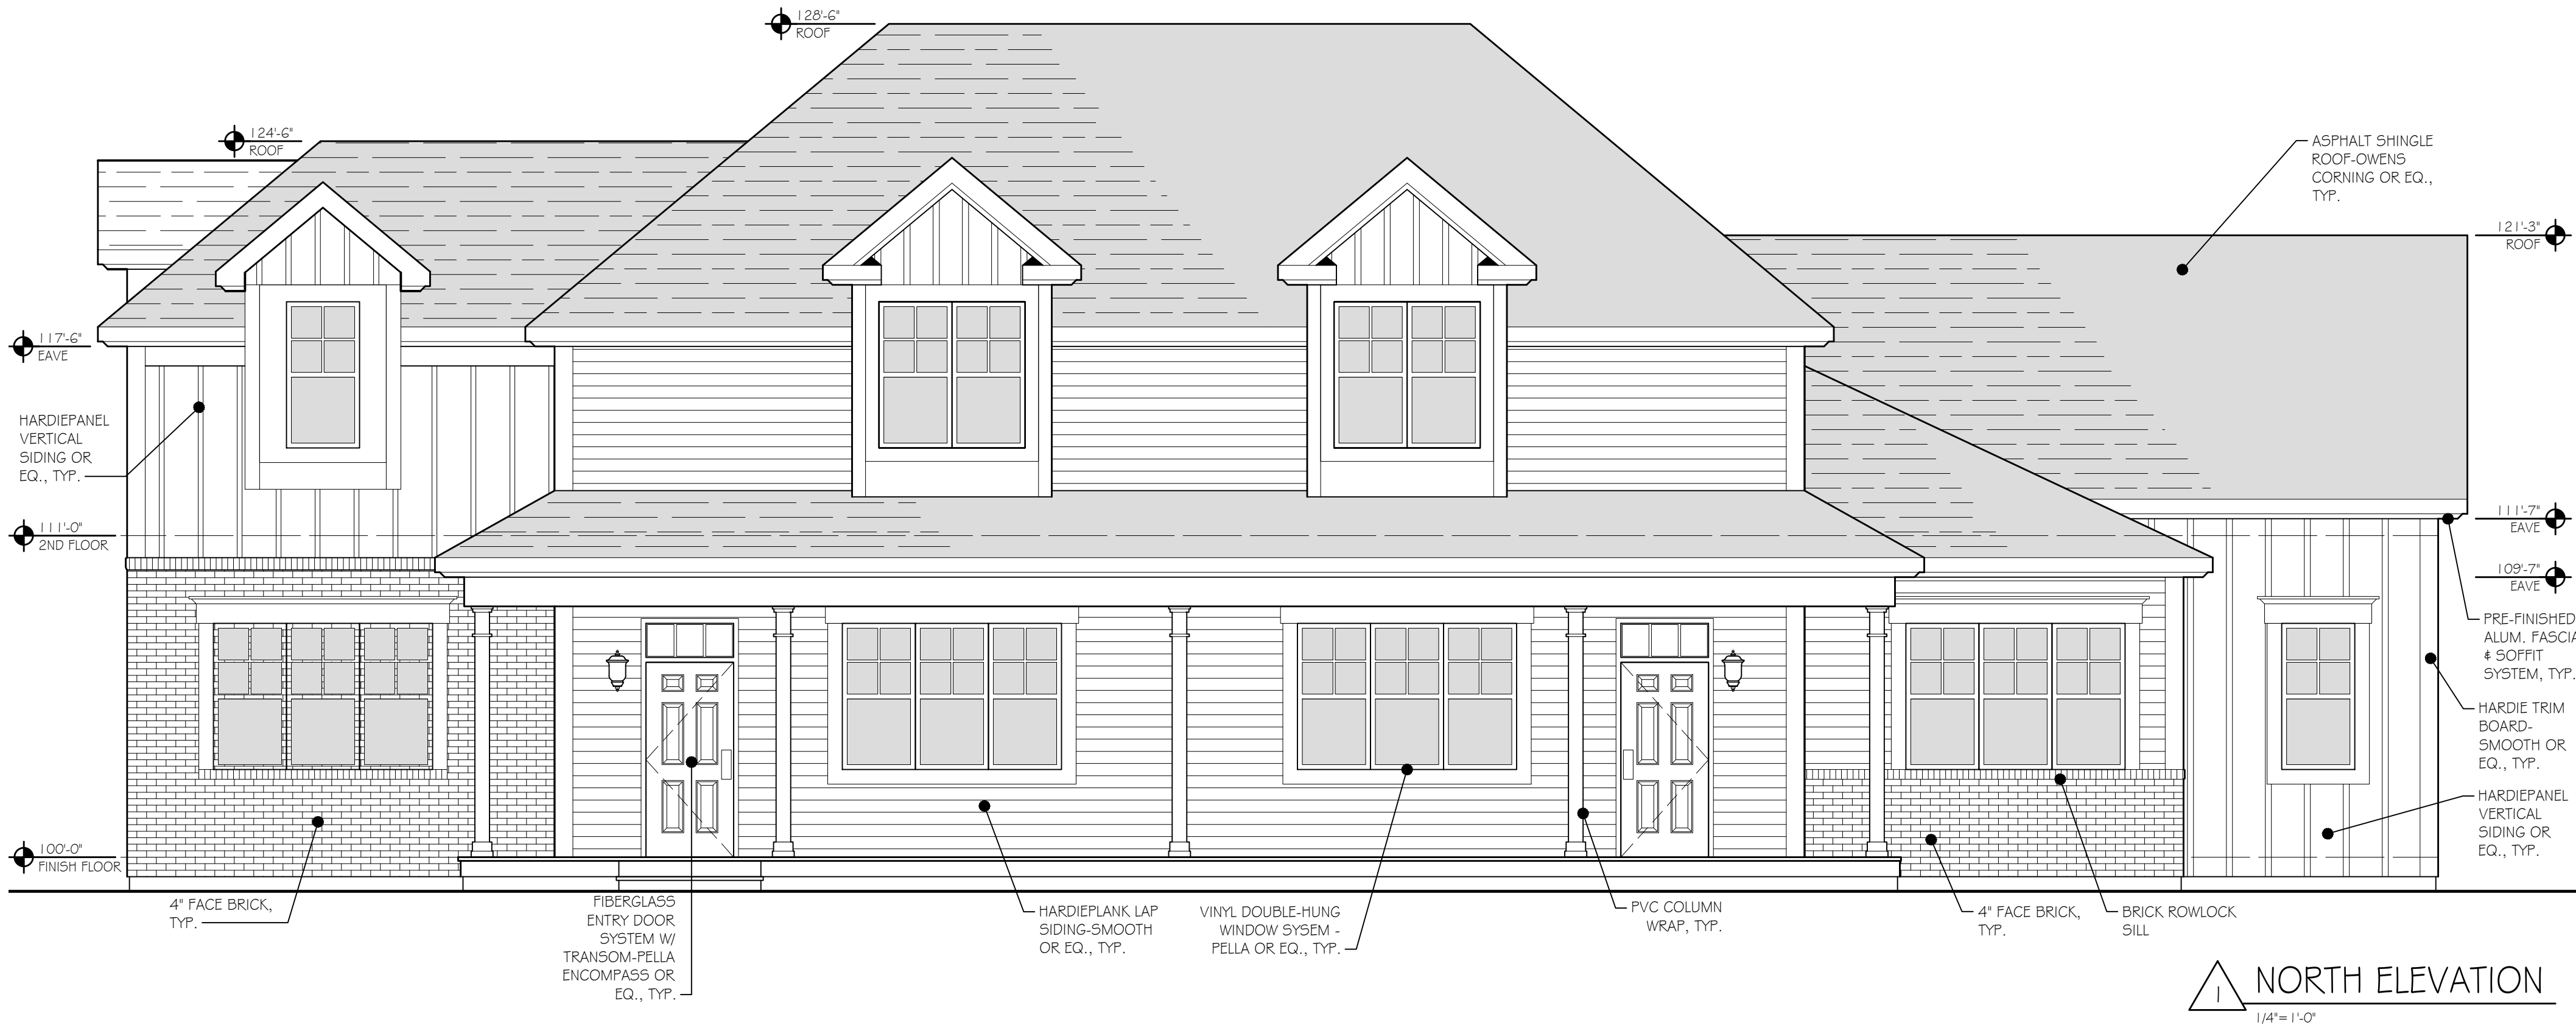 128'-6"
ROOF
124'-6"
ROOF
117'-6"
EAVE
HARDIEPANEL
VERTICAL
SIDING OR
EQ., TYP.
111'-0"
2ND FLOOR
100'-0"
FINISH FLOOR
4" FACE BRICK,
TYP.
FIBERGLASS
ENTRY DOOR
SYSTEM W/
TRANSOM-PELLA
ENCOMPASS OR
EQ., TYP.
HARDIEPLANK LAP
SIDING-SMOOTH
OR EQ., TYP.
VINYL DOUBLE-HUNG
WINDOW SYSEM -
PELLA OR EQ., TYP.
PVC COLUMN
WRAP, TYP.
4" FACE BRICK,
TYP.
BRICK ROWLOCK
SILL
ASPHALT SHINGLE
ROOF-OWENS
CORNING OR EQ.,
TYP.
121'-3"
ROOF
111'-7"
EAVE
109'-7"
EAVE
PRE-FINISHED
ALUM. FASCIA
& SOFFIT
SYSTEM, TYP.
HARDIE TRIM
BOARD-
SMOOTH OR
EQ., TYP.
HARDIEPANEL
VERTICAL
SIDING OR
EQ., TYP.
1 NORTH ELEVATION
1/4"=1'-0"